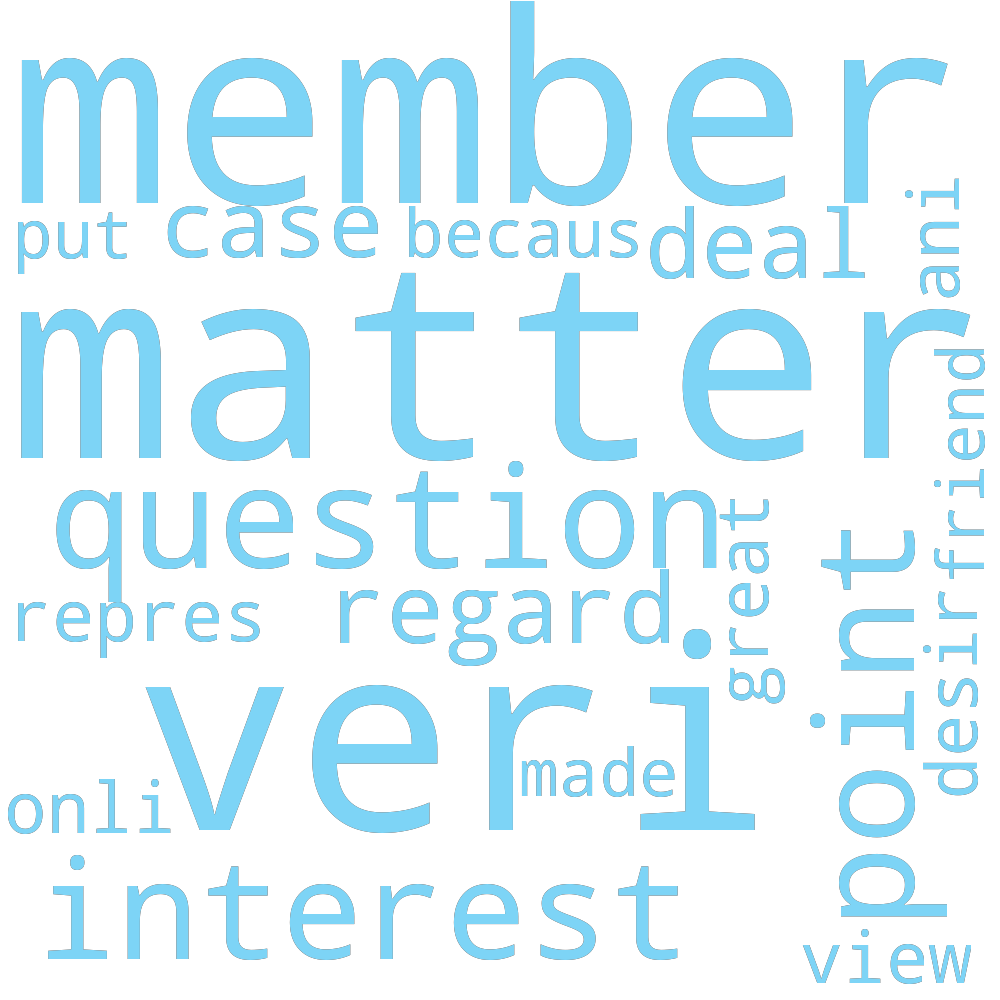 member
put case becaus deal
ani
matter
friend
question
great
point
repres regard
desir
veri
made
onli
interest
view